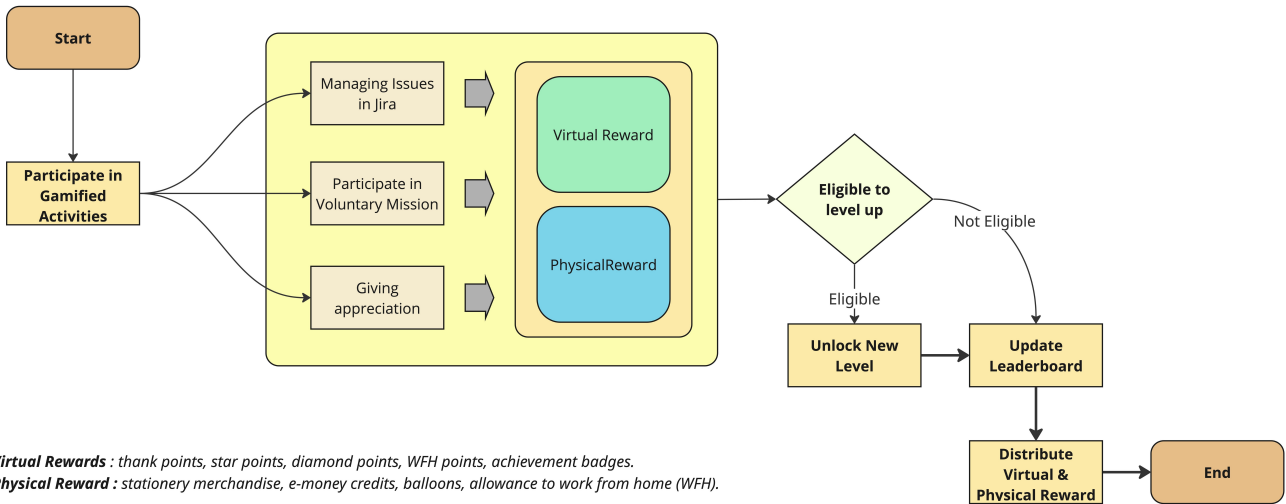 Start
Participate in
Gamified
Activities
Managing Issues
in Jira
Participate in
Voluntary Mission
Giving
appreciation
Virtual Reward
PhysicalReward
Eligible to
level up
Not Eligible
Eligible
Unlock New
Level
Update
Leaderboard
Distribute
Virtual &
Physical Reward
End
Virtual Rewards : thank points, star points, diamond points, WFH points, achievement badges.
Physical Reward : stationery merchandise, e-money credits, balloons, allowance to work from home (WFH).